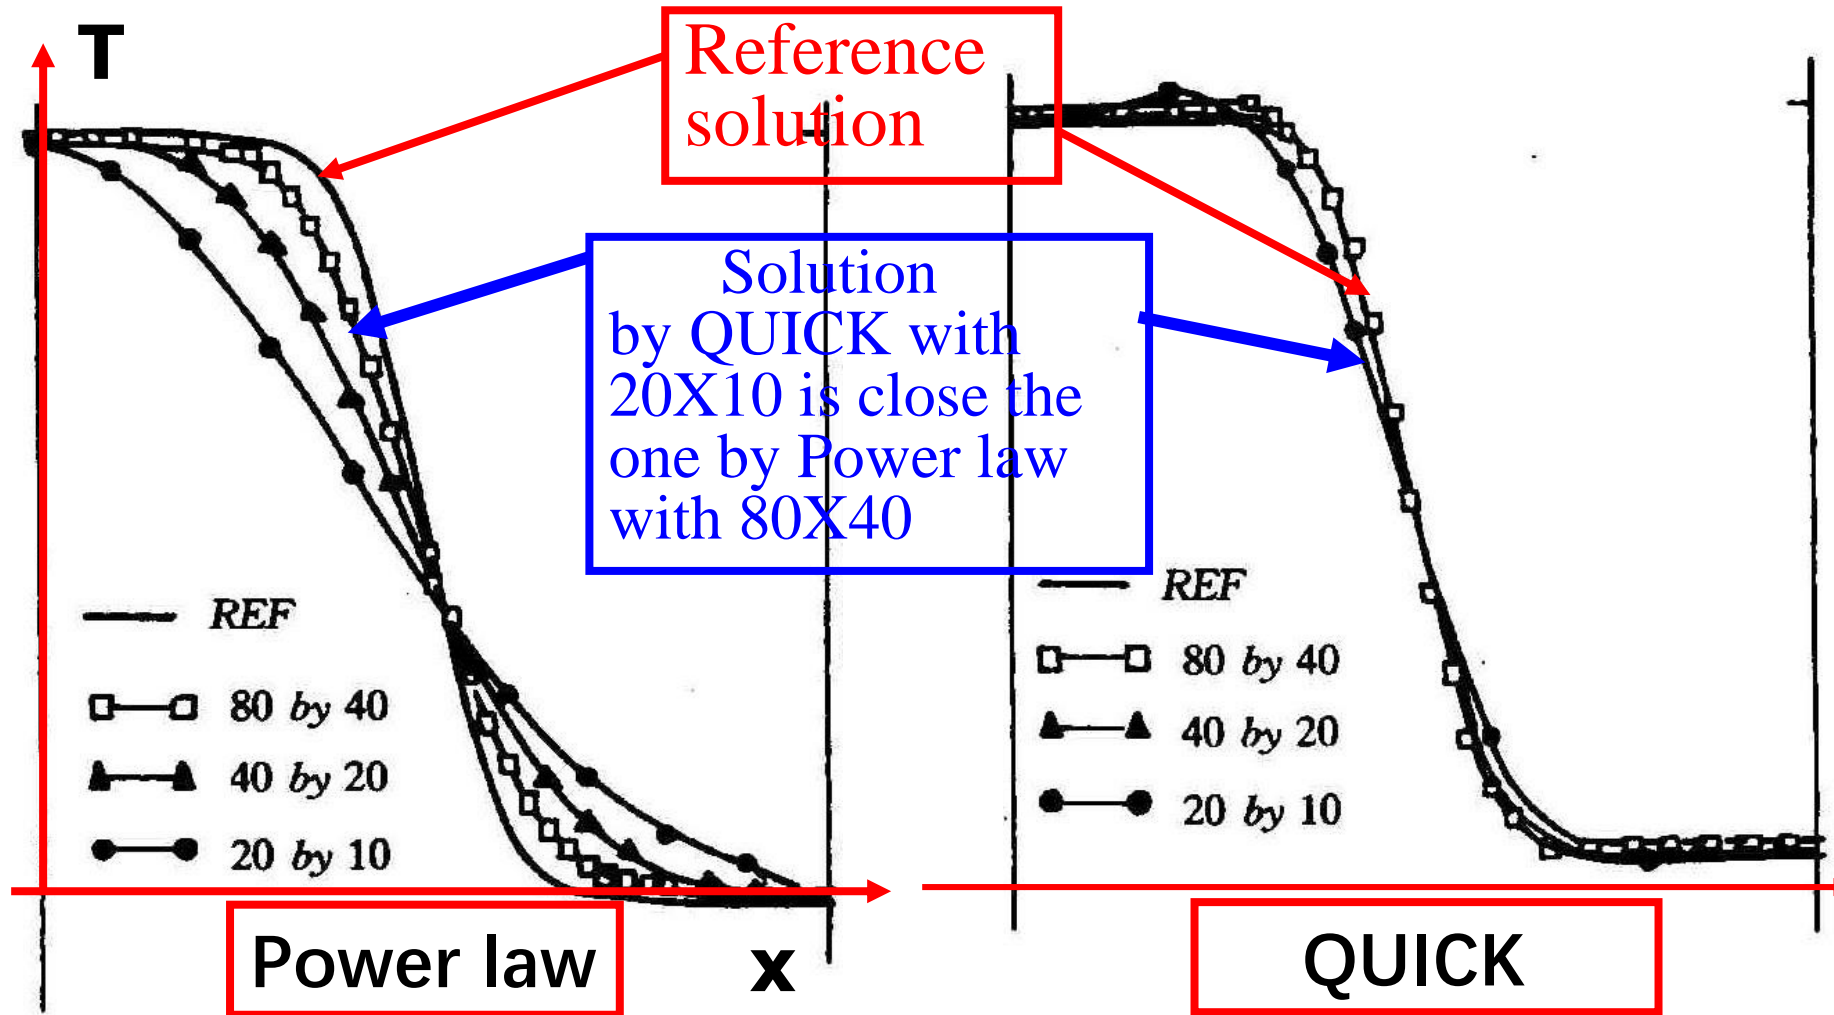 T
Reference
solution
Solution
by QUICK with
20X10 is close the
one by Power law
with 80X40
REF
80 by 40
40 by 20
20 by 10
REF
80 by 40
40 by 20
20 by 10
Power law
x
QUICK